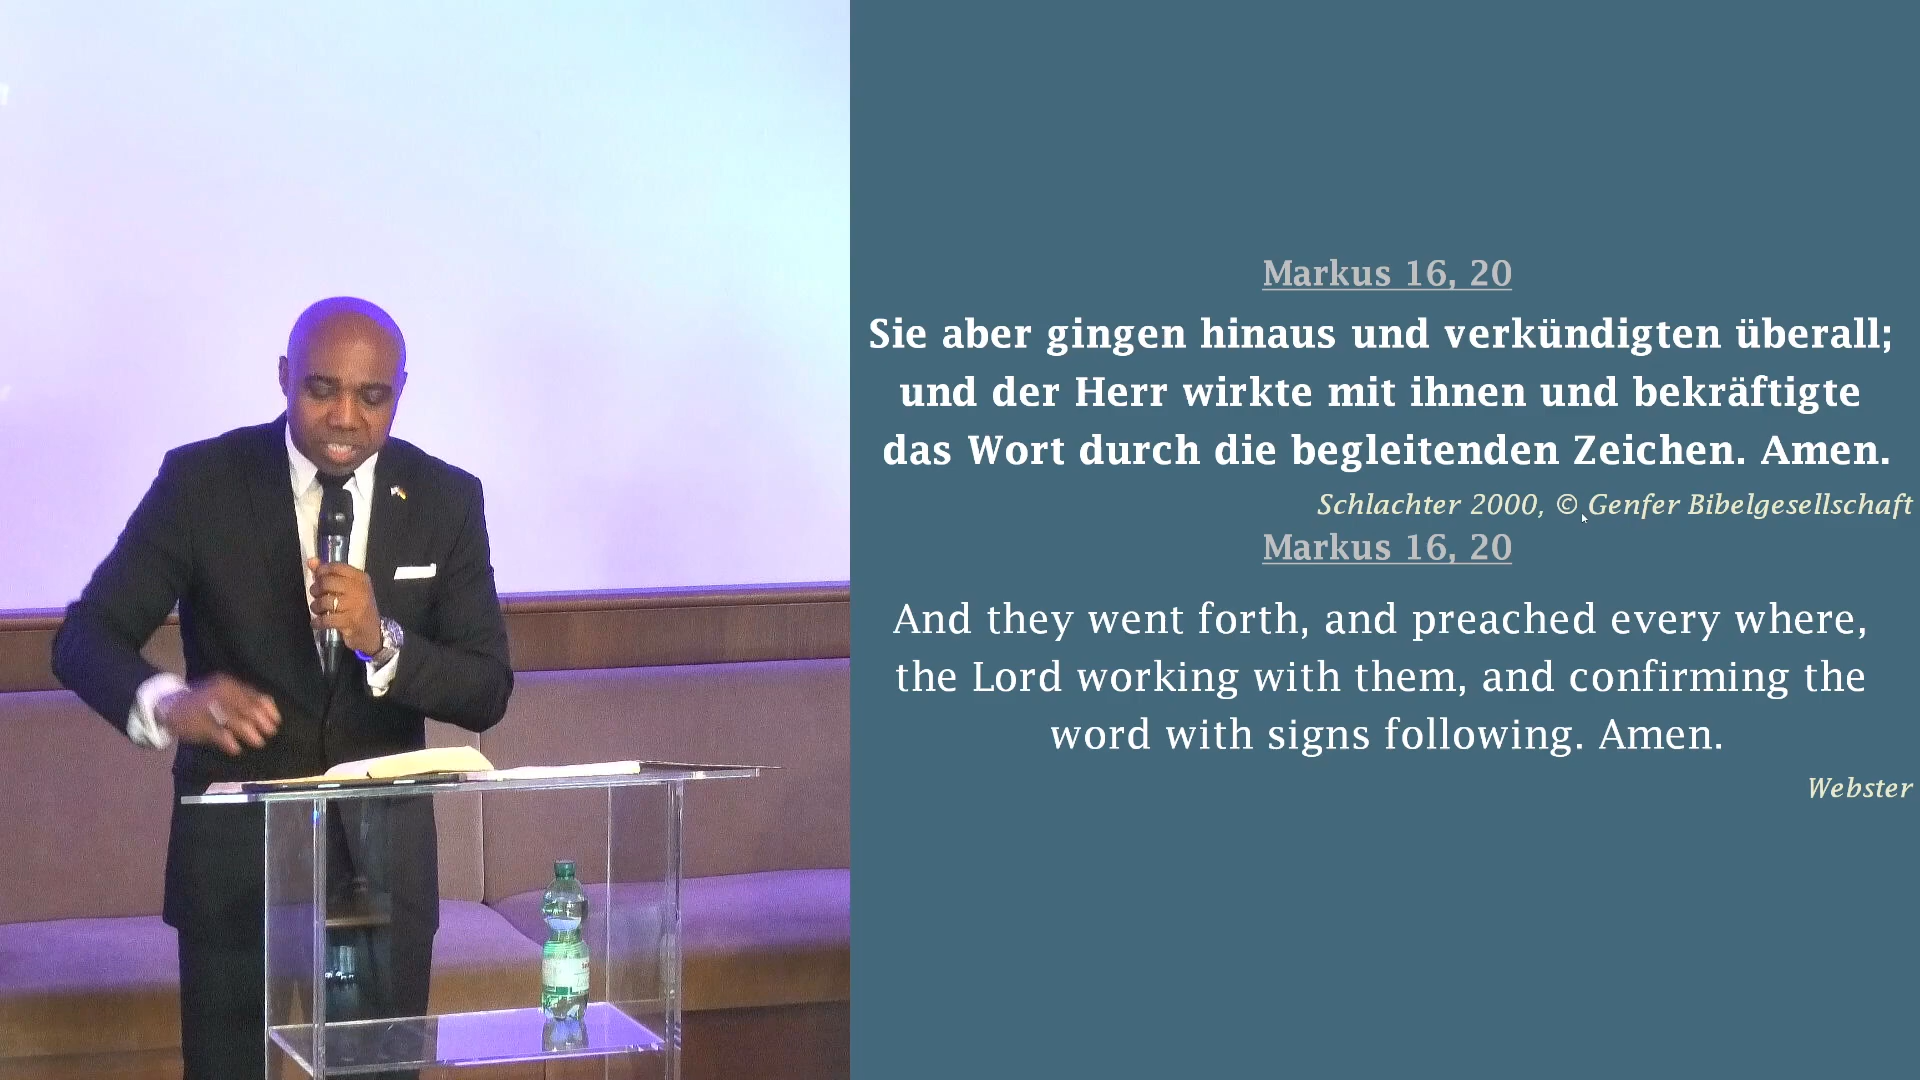 Markus 16, 20
Sie aber gingen hinaus und verkündigten überall;
und der Herr wirkte mit ihnen und bekräftigte
das Wort durch die begleitenden Zeichen. Amen.
Schlachter 2000, © Genfer Bibelgesellschaft
Markus 16, 20
And they went forth, and preached every where,
the Lord working with them, and confirming the
word with signs following. Amen.
Webster